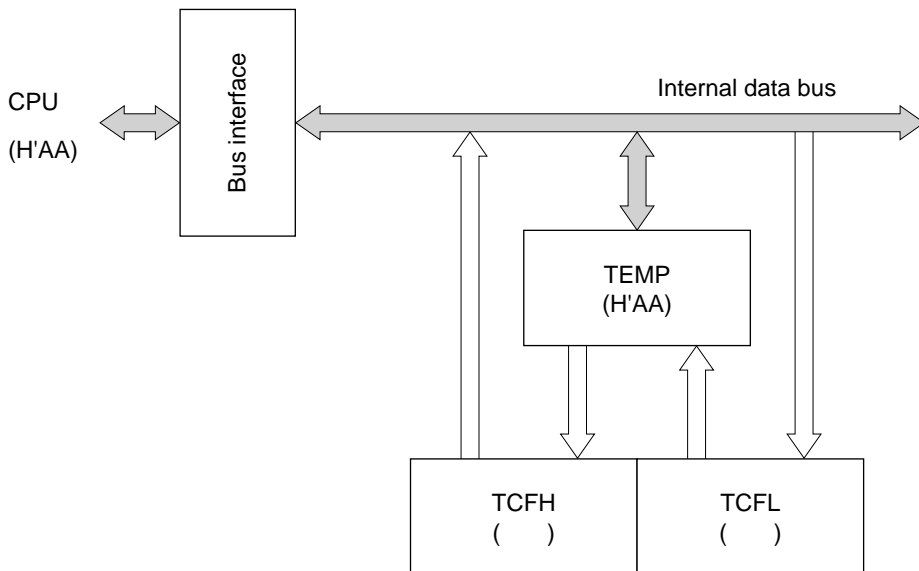 CPU
(H'AA)
Bus interface
Internal data bus
TEMP
(H'AA)
TCFH
(    )
TCFL
(    )